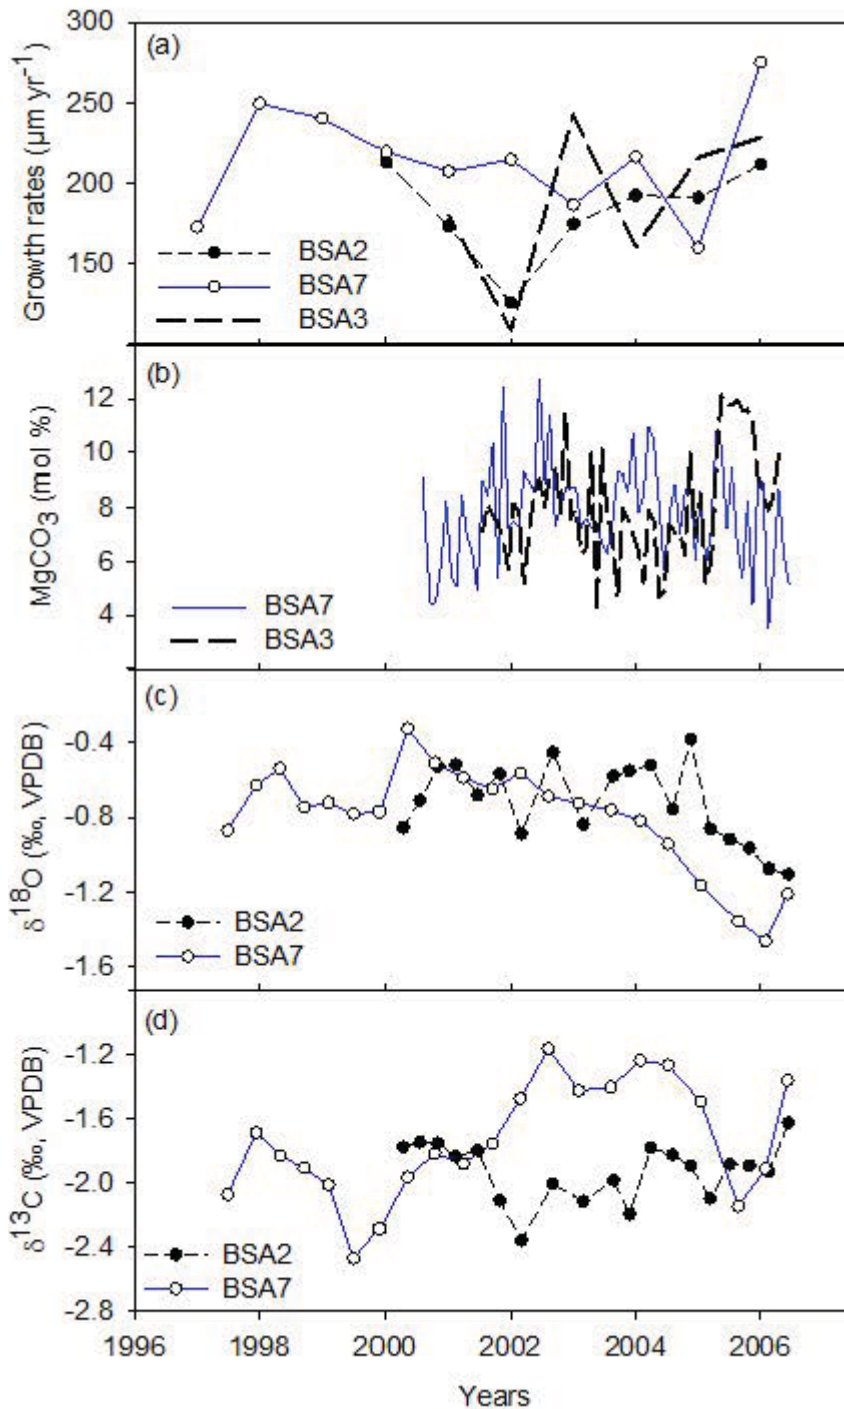 (a)
Growth rates (µm yr⁻¹)
300
250
200
150
BSA2
BSA7
BSA3
(b)
MgCO₃ (mol %)
12
10
8
6
4
BSA7
BSA3
(c)
δ¹⁸O (‰, VPDB)
-0.4
-0.8
-1.2
-1.6
BSA2
BSA7
(d)
δ¹³C (‰, VPDB)
-1.2
-1.6
-2.0
-2.4
-2.8
BSA2
BSA7
1996 1998 2000 2002 2004 2006
Years